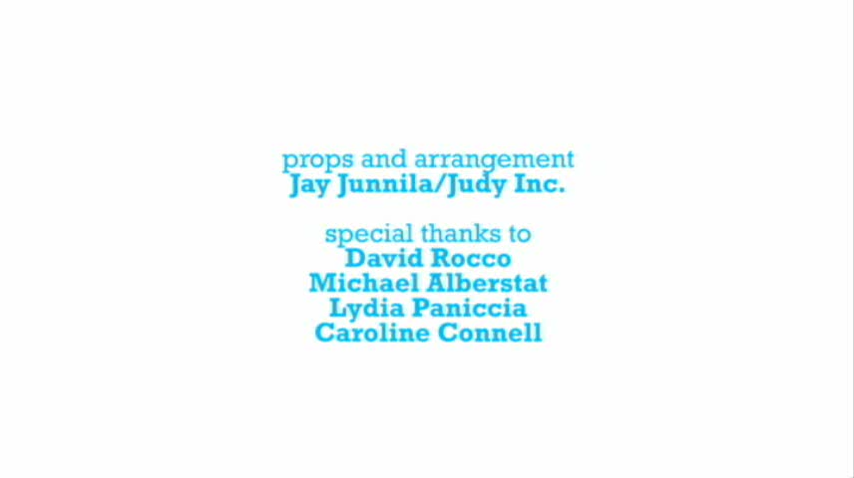 props and arrangement
Jay Junnila/Judy Inc.
special thanks to
David Rocco
Michael Alberstat
Lydia Paniccia
Caroline Connell